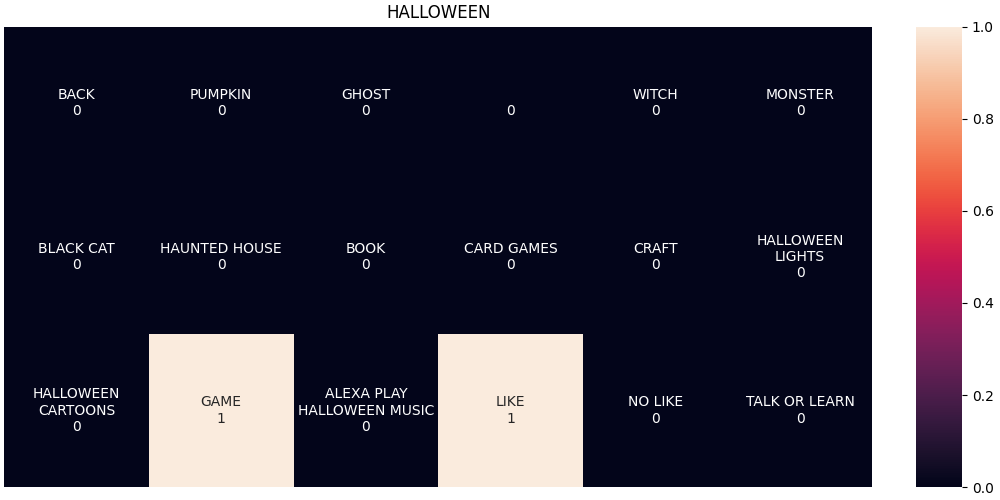 HALLOWEEN
BACK
0
PUMPKIN
0
GHOST
0
0
WITCH
0
MONSTER
0
BLACK CAT
0
HAUNTED HOUSE
0
BOOK
0
CARD GAMES
0
CRAFT
0
HALLOWEEN
LIGHTS
0
HALLOWEEN
CARTOONS
0
GAME
1
ALEXA PLAY
HALLOWEEN MUSIC
0
LIKE
1
NO LIKE
0
TALK OR LEARN
0
1.0
0.8
0.6
0.4
0.2
0.0